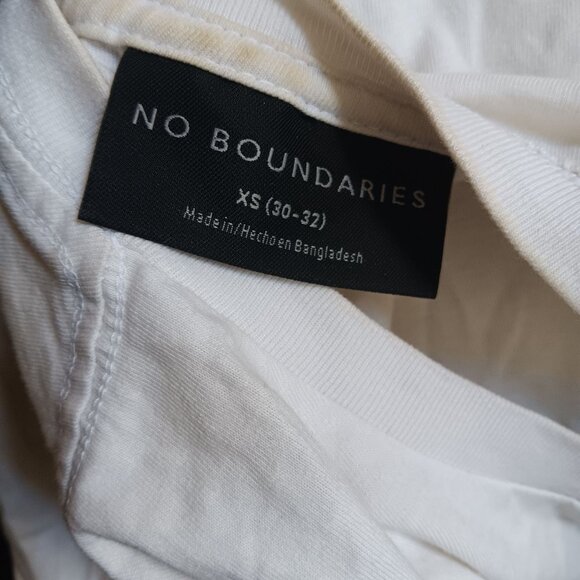 NO BOUNDARIES
XS (30-32)
Made in/Hecho en Bangladesh